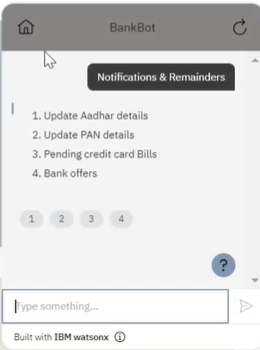 BankBot
Notifications & Remainders
1. Update Aadhar details
2. Update PAN details
3. Pending credit card Bills
4. Bank offers
1 2 3 4
?
Type something...
Built with IBM watsonx